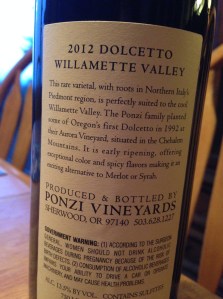 2012 DOLCETTO
WILLAMETTE VALLEY
This rare varietal, with roots in Northern Italy's
Piedmont region, is perfectly suited to the cool
Willamette Valley. The Ponzi family planted
some of Oregon's first Dolcetto in 1992 at
their Aurora Vineyard, situated in the Chehalem
Mountains. It is early ripening, offering
exceptional color and spicy flavors making it an
exciting alternative to Merlot or Syrah.
PRODUCED & BOTTLED BY
PONZI VINEYARDS
SHERWOOD, OR 97140 503.628.1227
GOVERNMENT WARNING: (1) ACCORDING TO THE SURGEON
GENERAL, WOMEN SHOULD NOT DRINK ALCOHOLIC
BEVERAGES DURING PREGNANCY BECAUSE OF THE RISK OF
BIRTH DEFECTS. (2) CONSUMPTION OF ALCOHOLIC BEVERAGES
IMPAIRS YOUR ABILITY TO DRIVE A CAR OR OPERATE
MACHINERY AND MAY CAUSE HEALTH PROBLEMS.
BY VOL. CONTAINS SULFITES